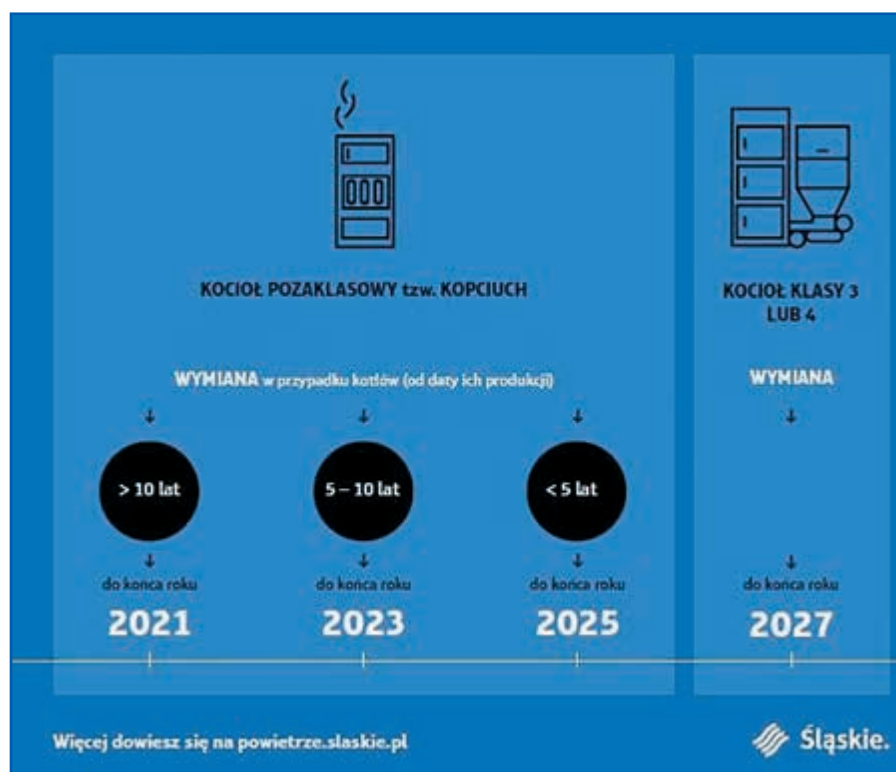 KOCIOŁ POZAKLASOWY tzw. KOPCIUCH
WYMIANA w przypadku kotłów (od daty ich produkcji)
> 10 lat
5 – 10 lat
< 5 lat
do końca roku
do końca roku
do końca roku
2021
2023
2025
KOCIOŁ KLASY 3
LUB 4
WYMIANA
do końca roku
2027
Więcej dowiesz się na powietrze.slaskie.pl
Śląskie.